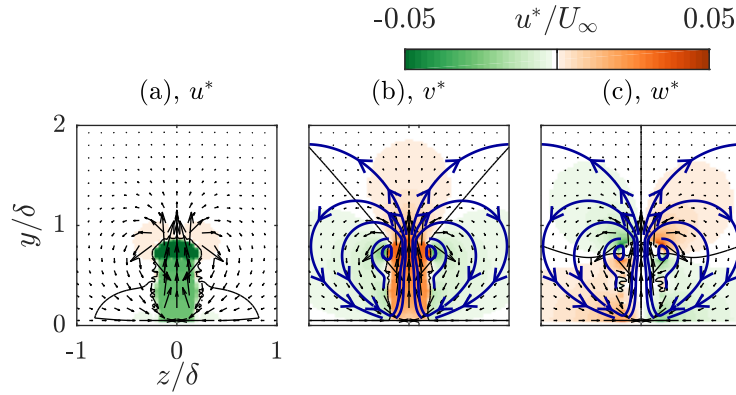 -0.05 u*/U∞ 0.05
(a), u* (b), v* (c), w*
2
y/δ
1
0
-1 0 1
z/δ